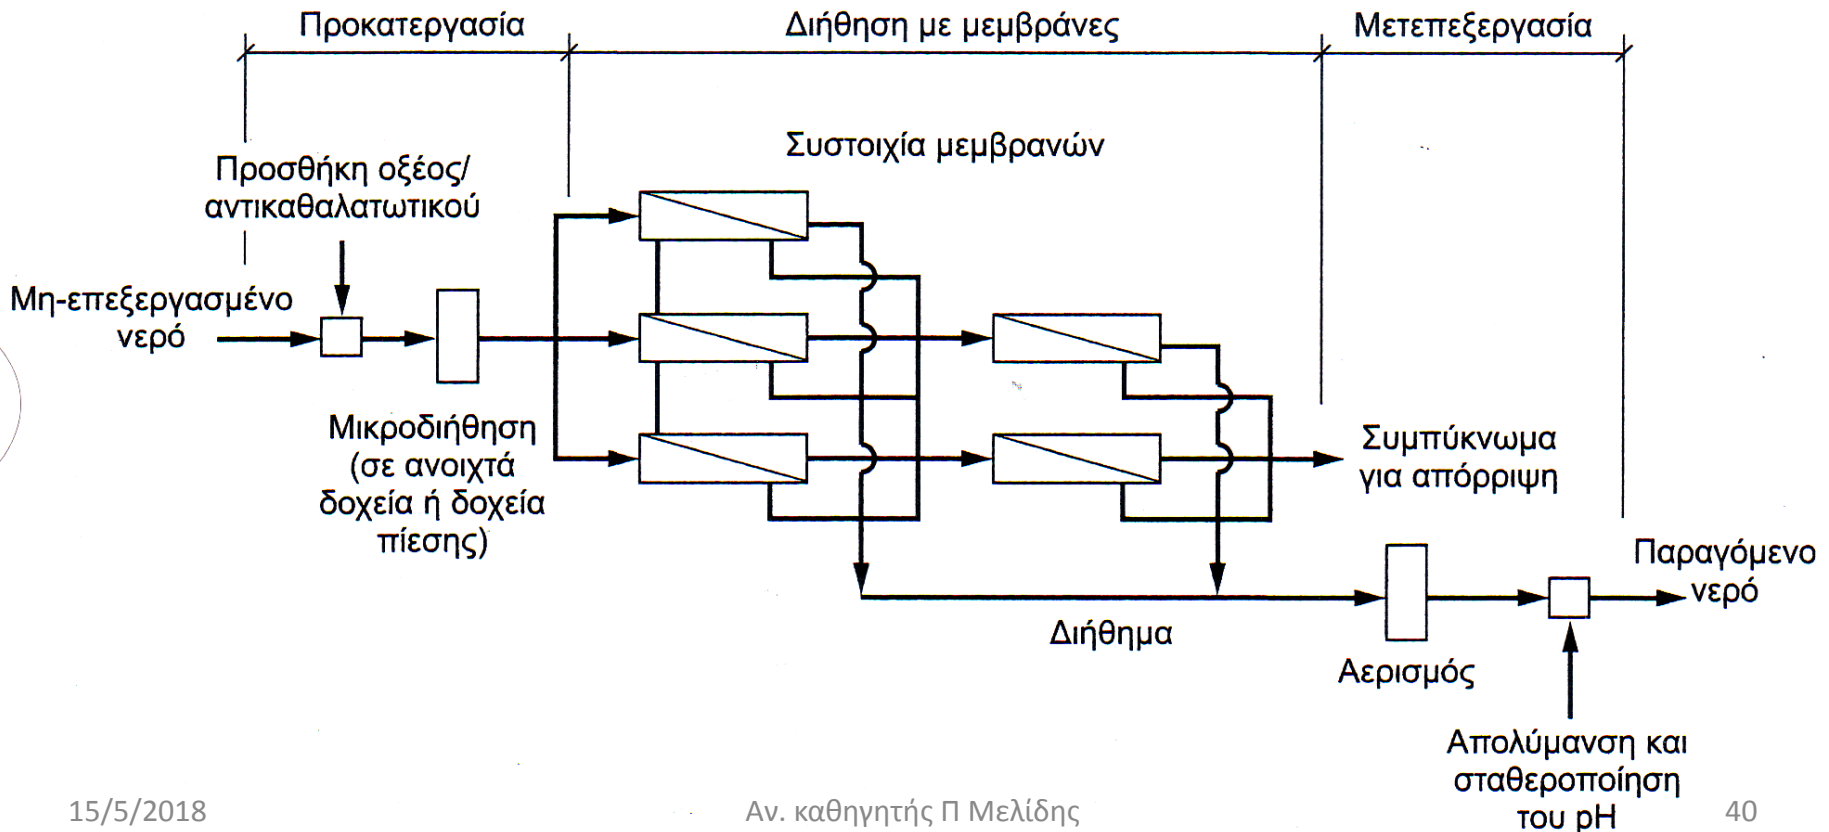 Προκατεργασία
Διήθηση με μεμβράνες
Μετεπεξεργασία
Συστοιχία μεμβρανών
Προσθήκη οξέος/
αντικαθαλατωτικού
Μη-επεξεργασμένο
νερό
Μικροδιήθηση
(σε ανοιχτά
δοχεία ή δοχεία
πίεσης)
Συμπύκνωμα
για απόρριψη
Παραγόμενο
νερό
Διήθημα
Αερισμός
Απολύμανση και
σταθεροποίηση
του pH
15/5/2018
Αν. καθηγητής Π Μελίδης
40